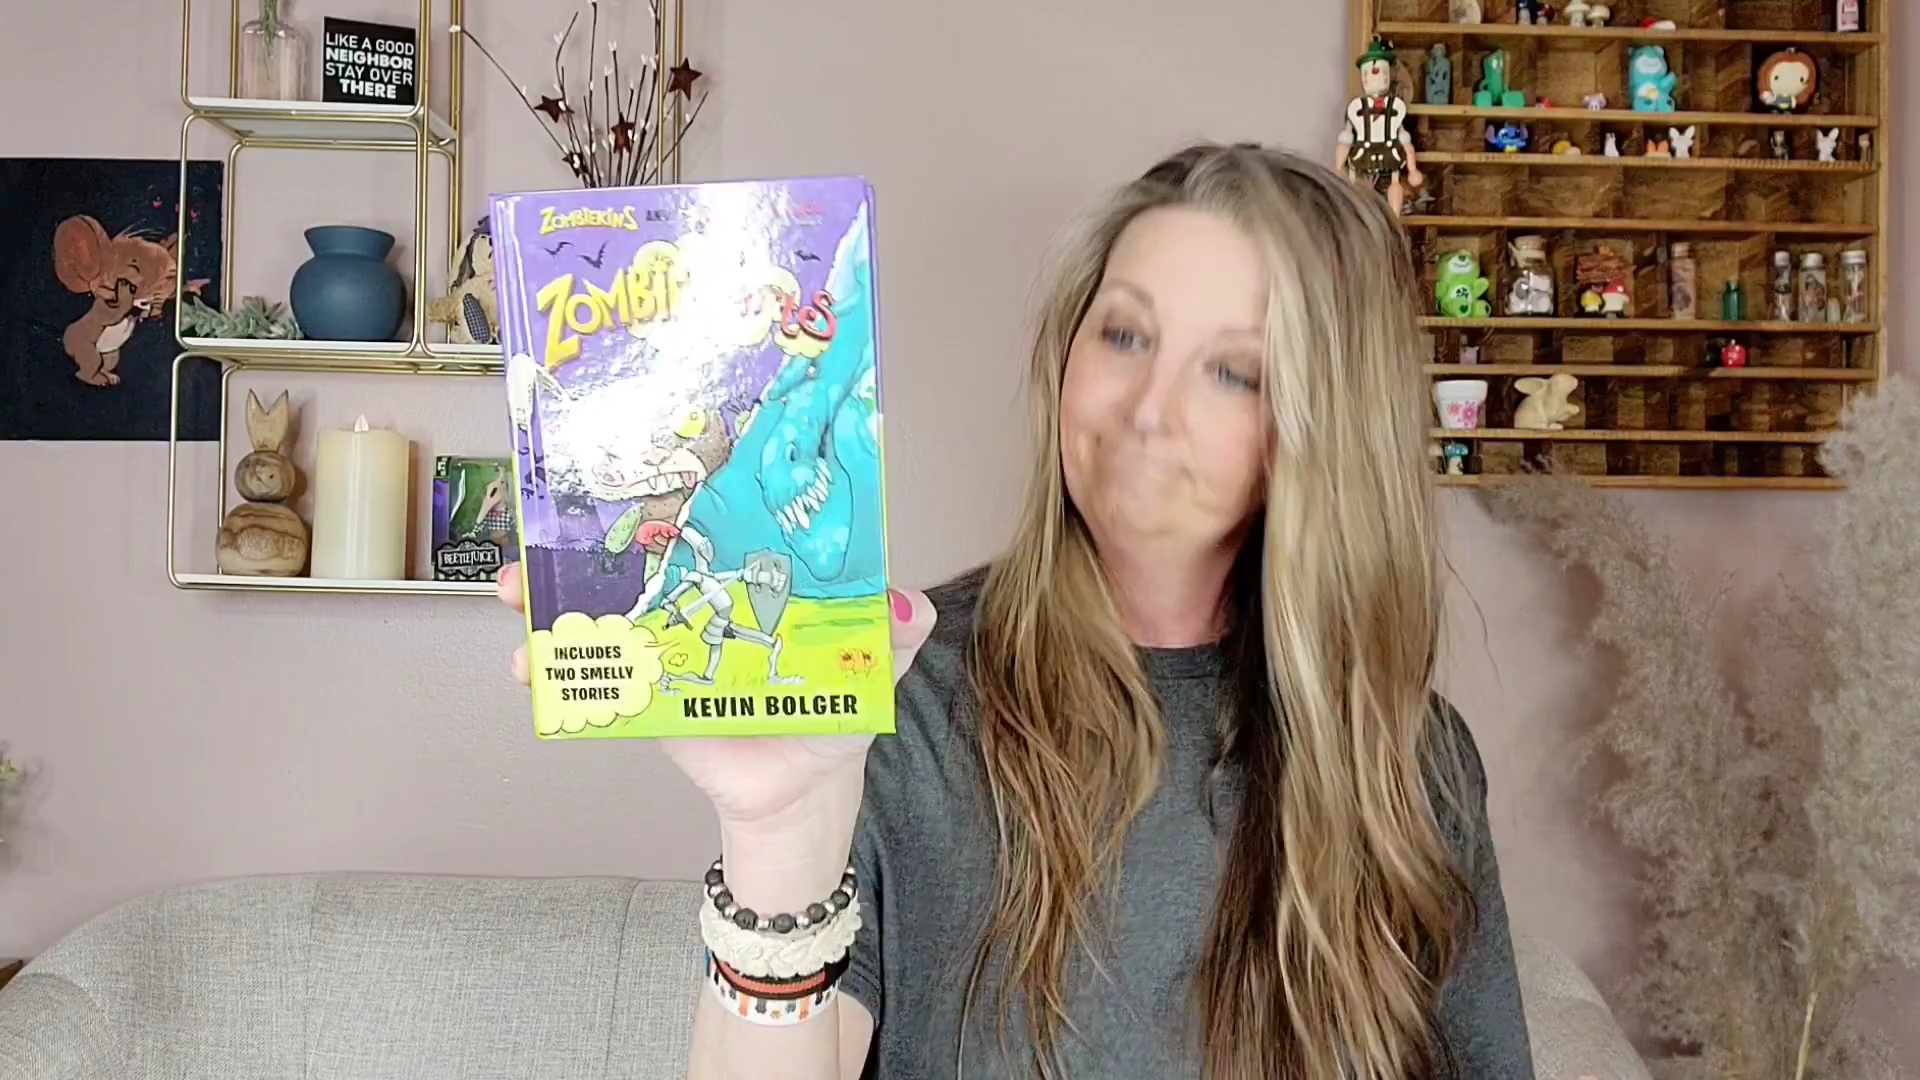 LIKE A GOOD
NEIGHBOR
STAY OVER
THERE
ZOMBIEKINS
BEETLEJUICE
INCLUDES
TWO SMELLY
STORIES
KEVIN BOLGER